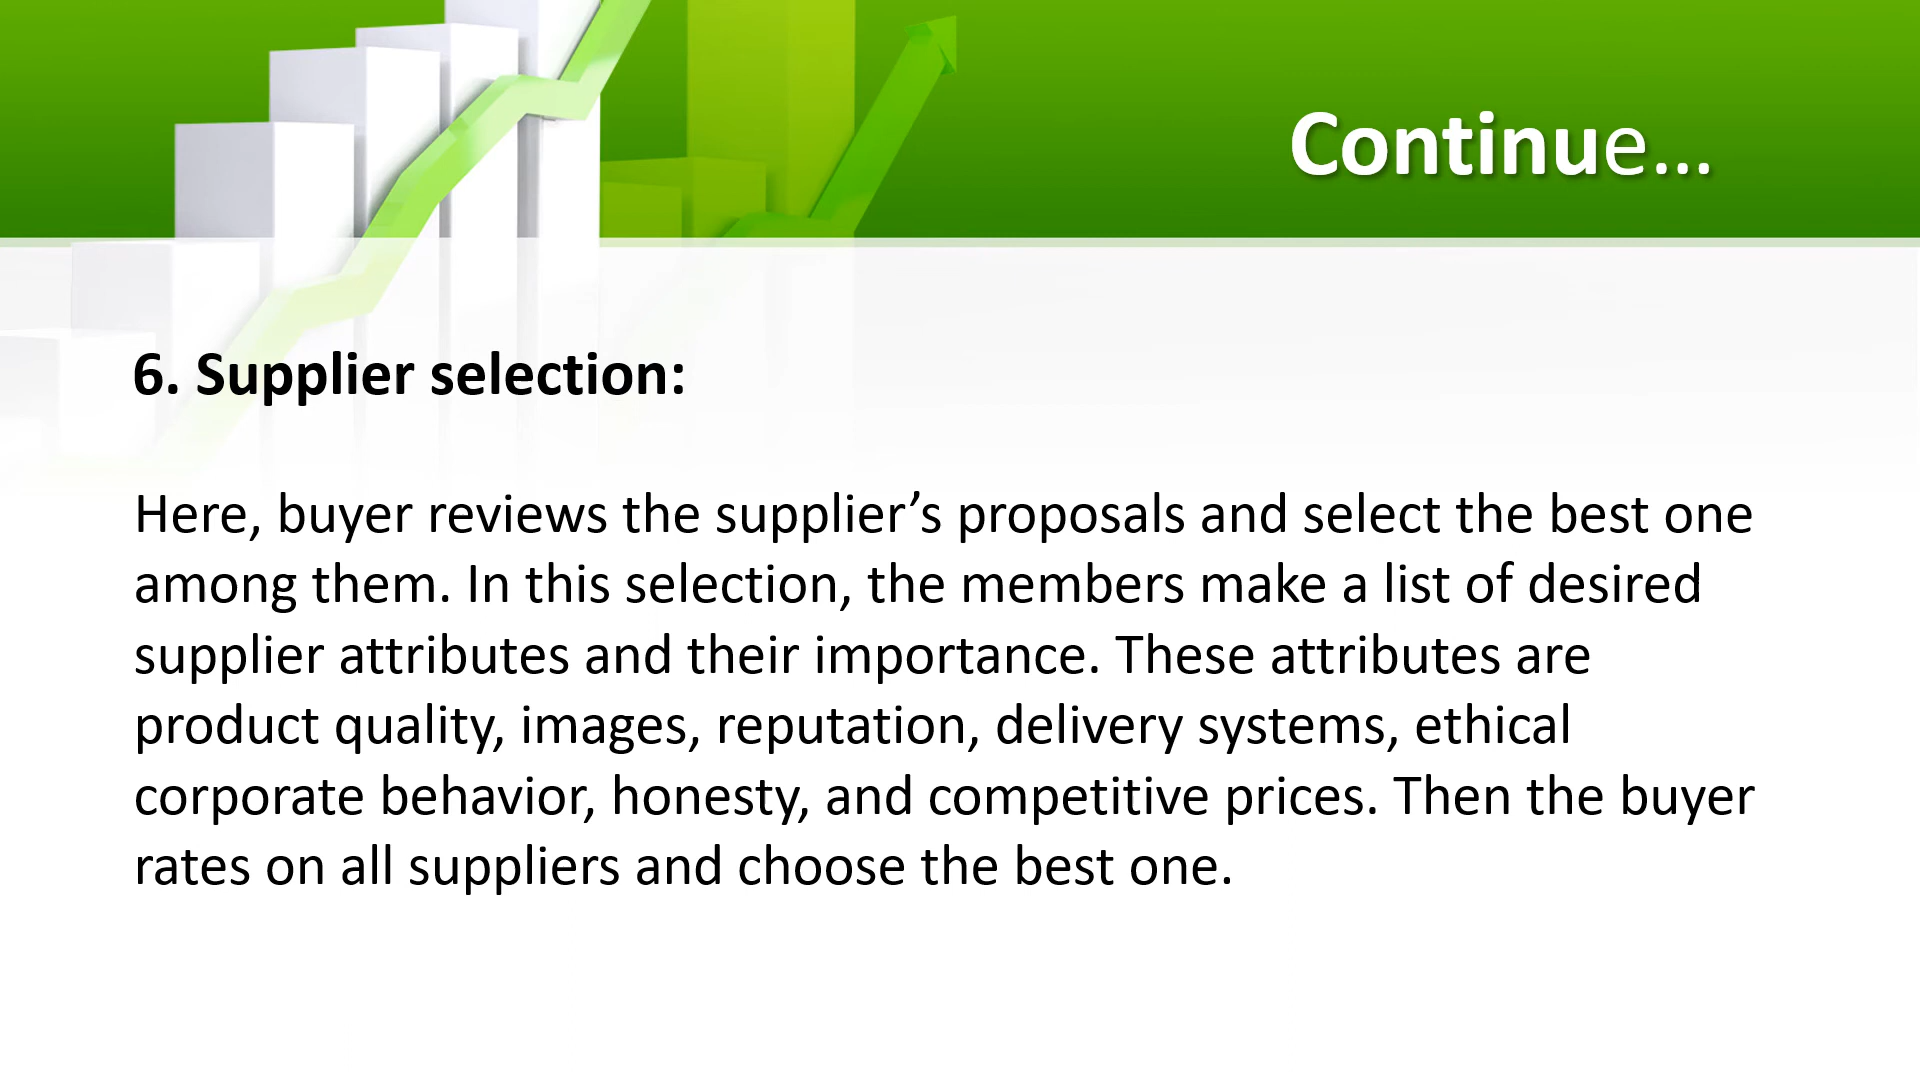 Continue...
6. Supplier selection:
Here, buyer reviews the supplier’s proposals and select the best one
among them. In this selection, the members make a list of desired
supplier attributes and their importance. These attributes are
product quality, images, reputation, delivery systems, ethical
corporate behavior, honesty, and competitive prices. Then the buyer
rates on all suppliers and choose the best one.